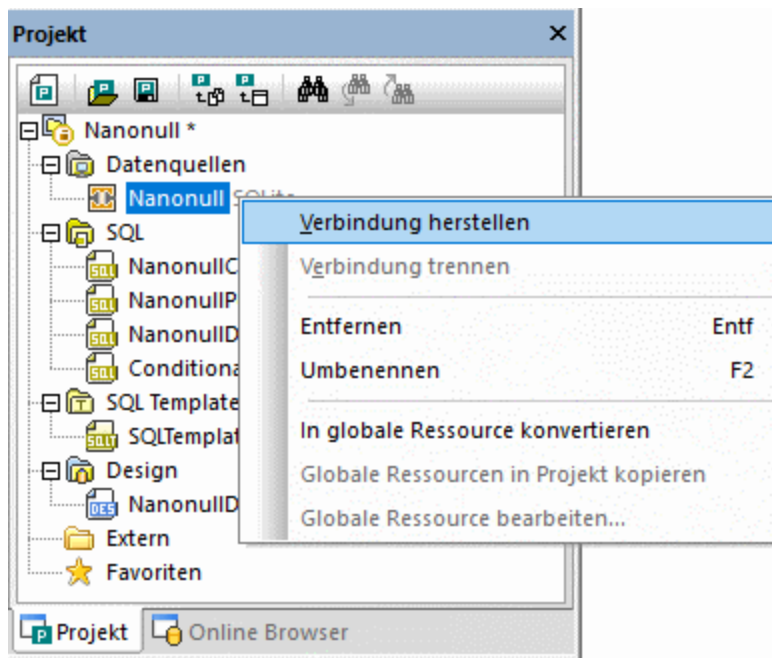 Projekt
Nanonull *
Datenquellen
Nanonull SQLite
Verbindung herstellen
SQL
Verbindung trennen
NanonullC
NanonullP
Entfernen Entf
NanonullD
Conditiona
Umbenennen F2
SQL Template
In globale Ressource konvertieren
SQLTemplat
Design
Globale Ressourcen in Projekt kopieren
NanonullD
Globale Ressource bearbeiten...
Extern
Favoriten
Projekt Online Browser